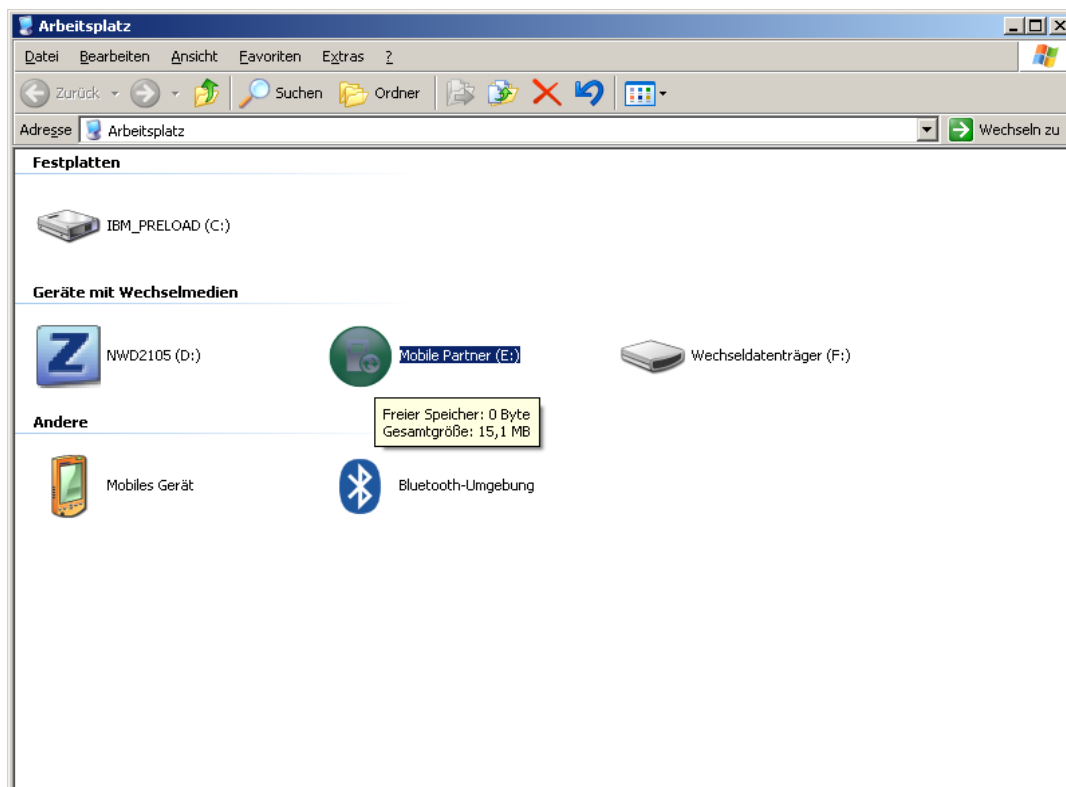 Arbeitsplatz
Datei Bearbeiten Ansicht Favoriten Extras ?
Zurück Suchen Ordner
Adresse Arbeitsplatz Wechseln zu
Festplatten
IBM_PRELOAD (C:)
Geräte mit Wechselmedien
Z NWD2105 (D:) Mobile Partner (E:) Wechseldatenträger (F:)
Freier Speicher: 0 Byte
Gesamtgröße: 15,1 MB
Andere
Mobiles Gerät Bluetooth-Umgebung